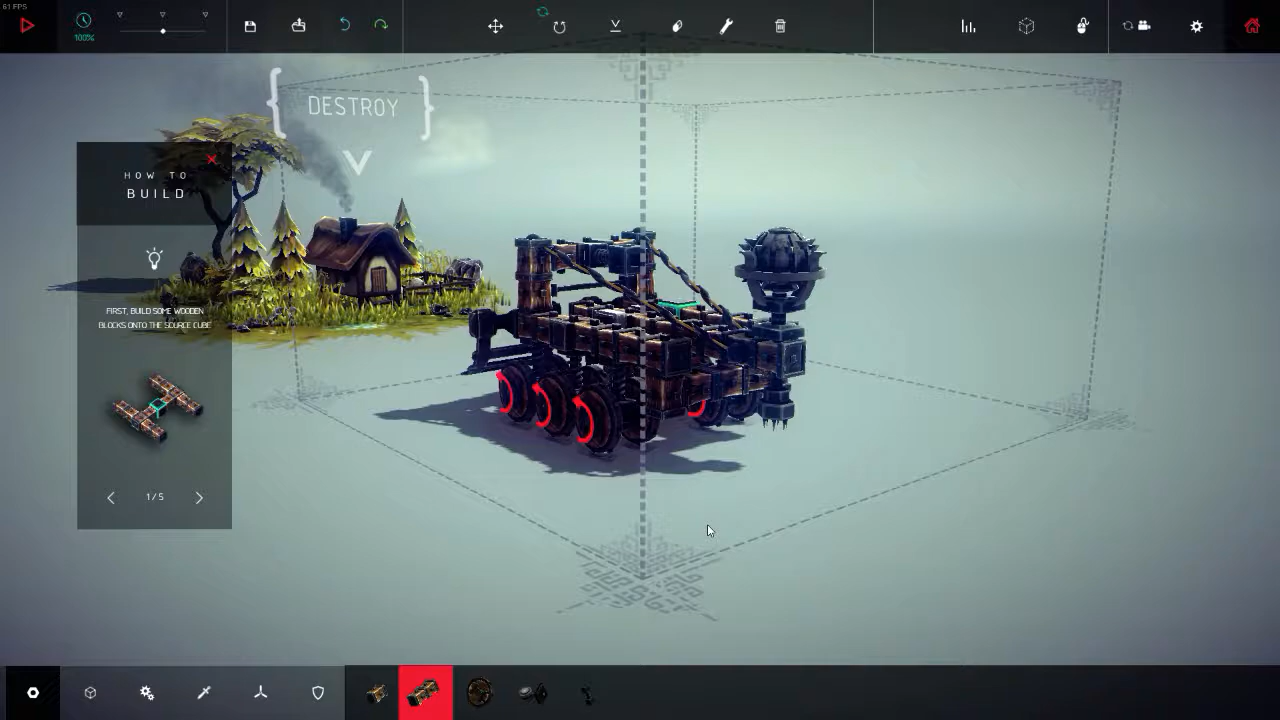 61 FPS
100%
DESTROY
HOW TO
BUILD
FIRST, BUILD SOME WOODEN
BLOCKS ONTO THE SOURCE CUBE
1/5